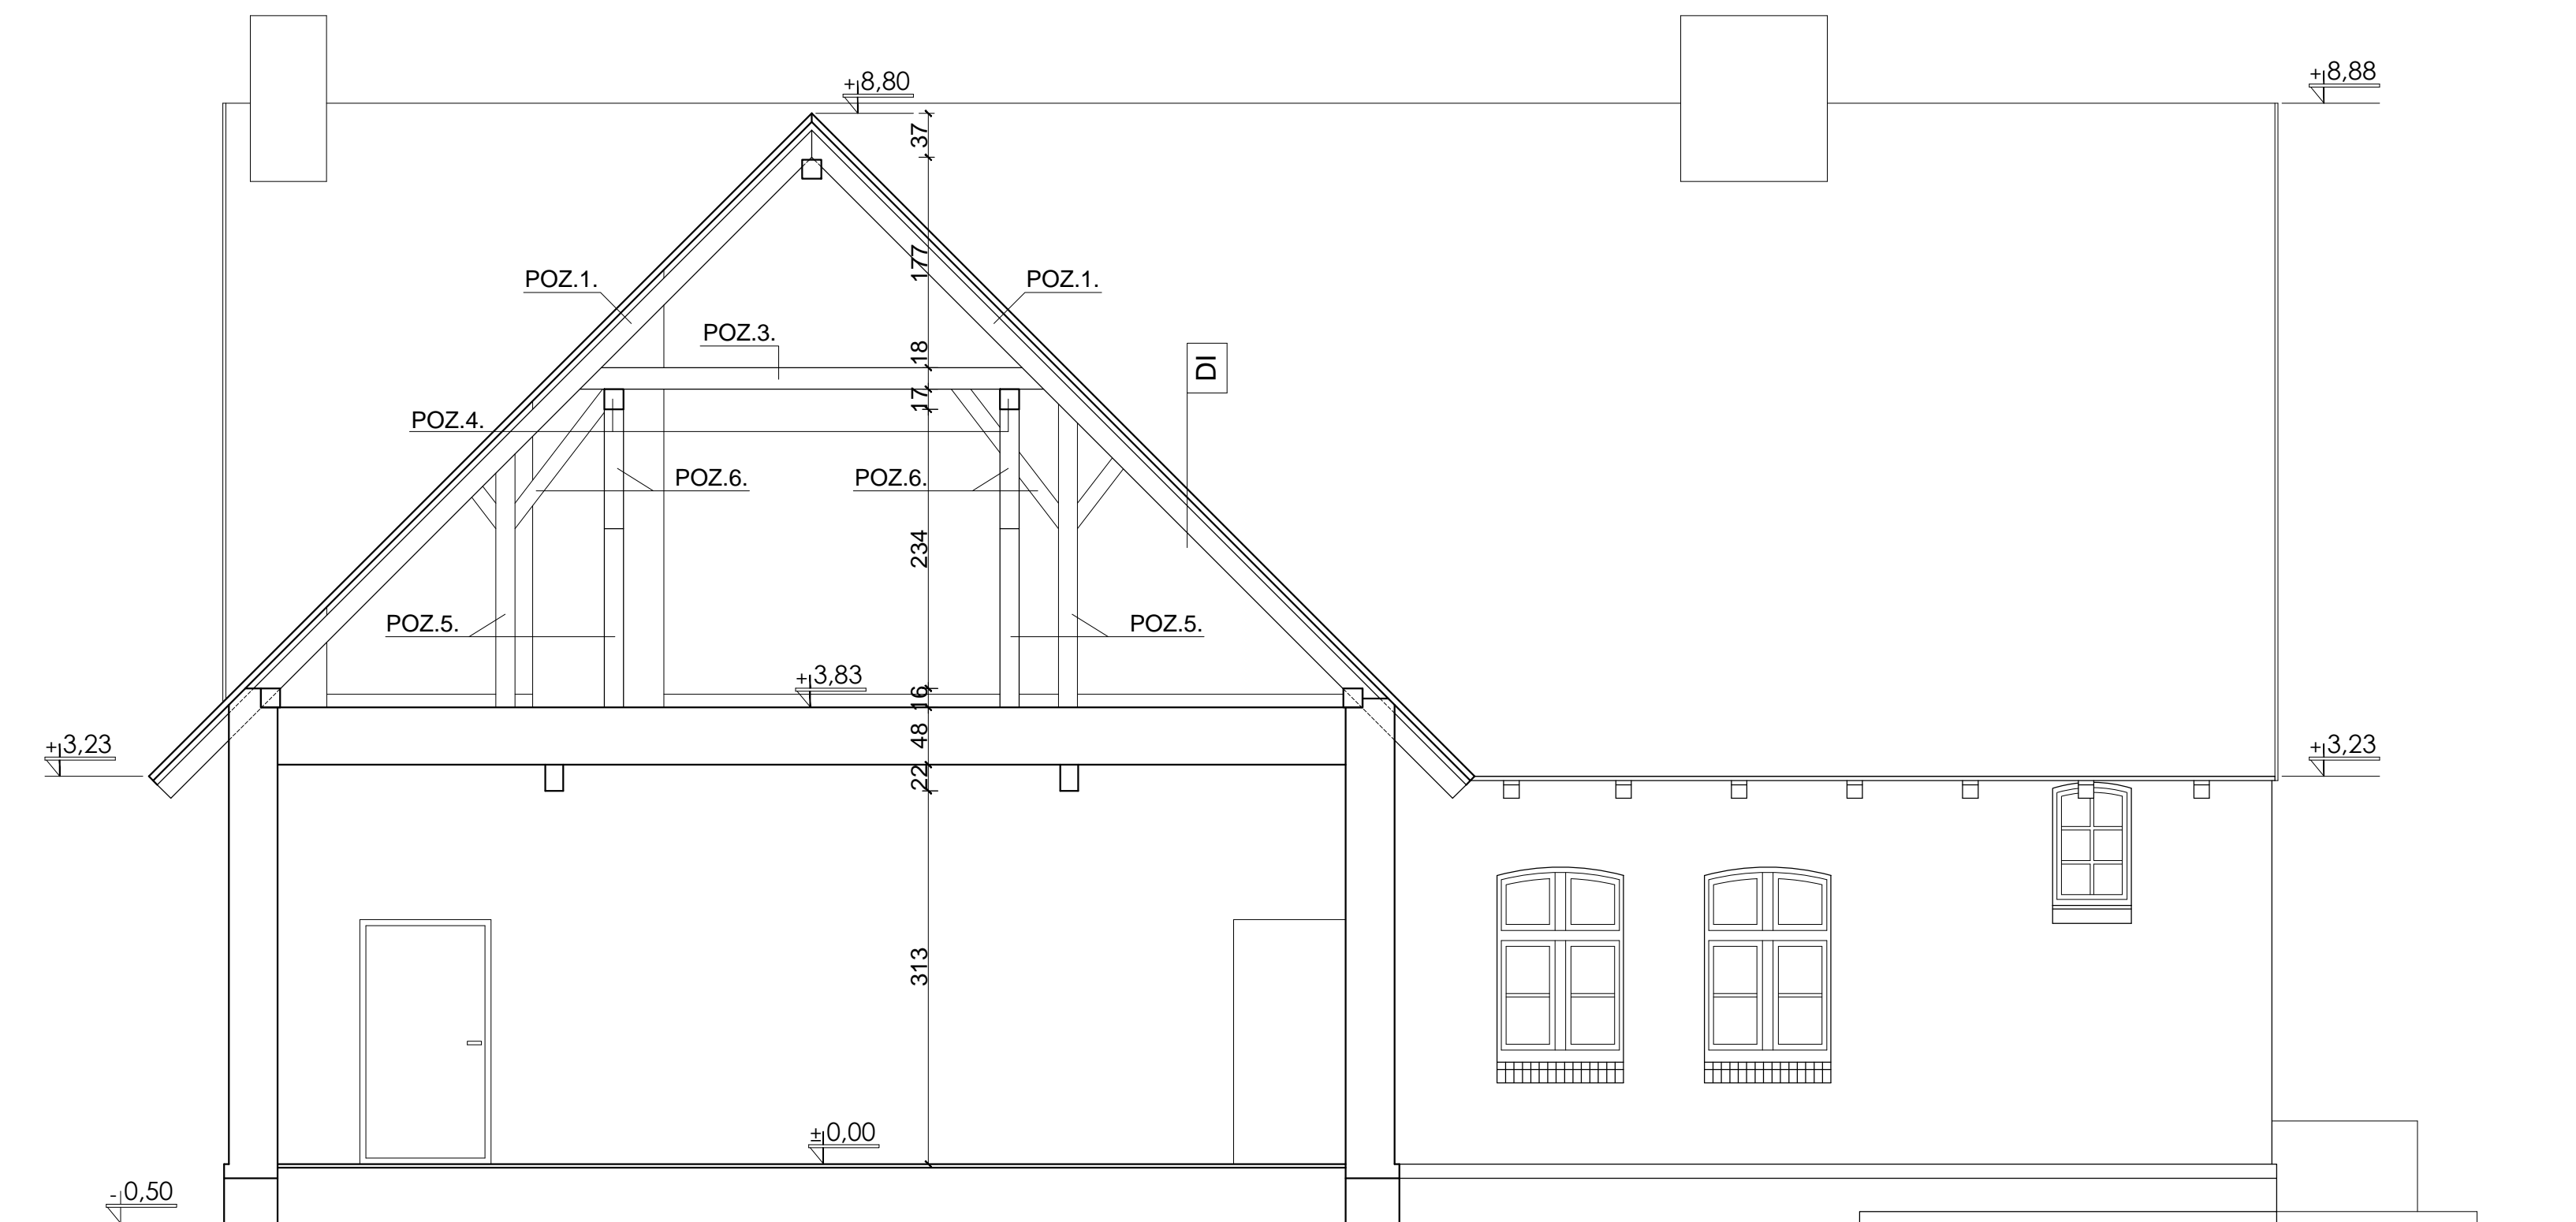 +8,80
+8,88
37
177
POZ.1.
POZ.1.
POZ.3.
18
DI
17
POZ.4.
POZ.6.
POZ.6.
234
POZ.5.
POZ.5.
+3,83
16
48
+3,23
+3,23
22
313
±0,00
-0,50